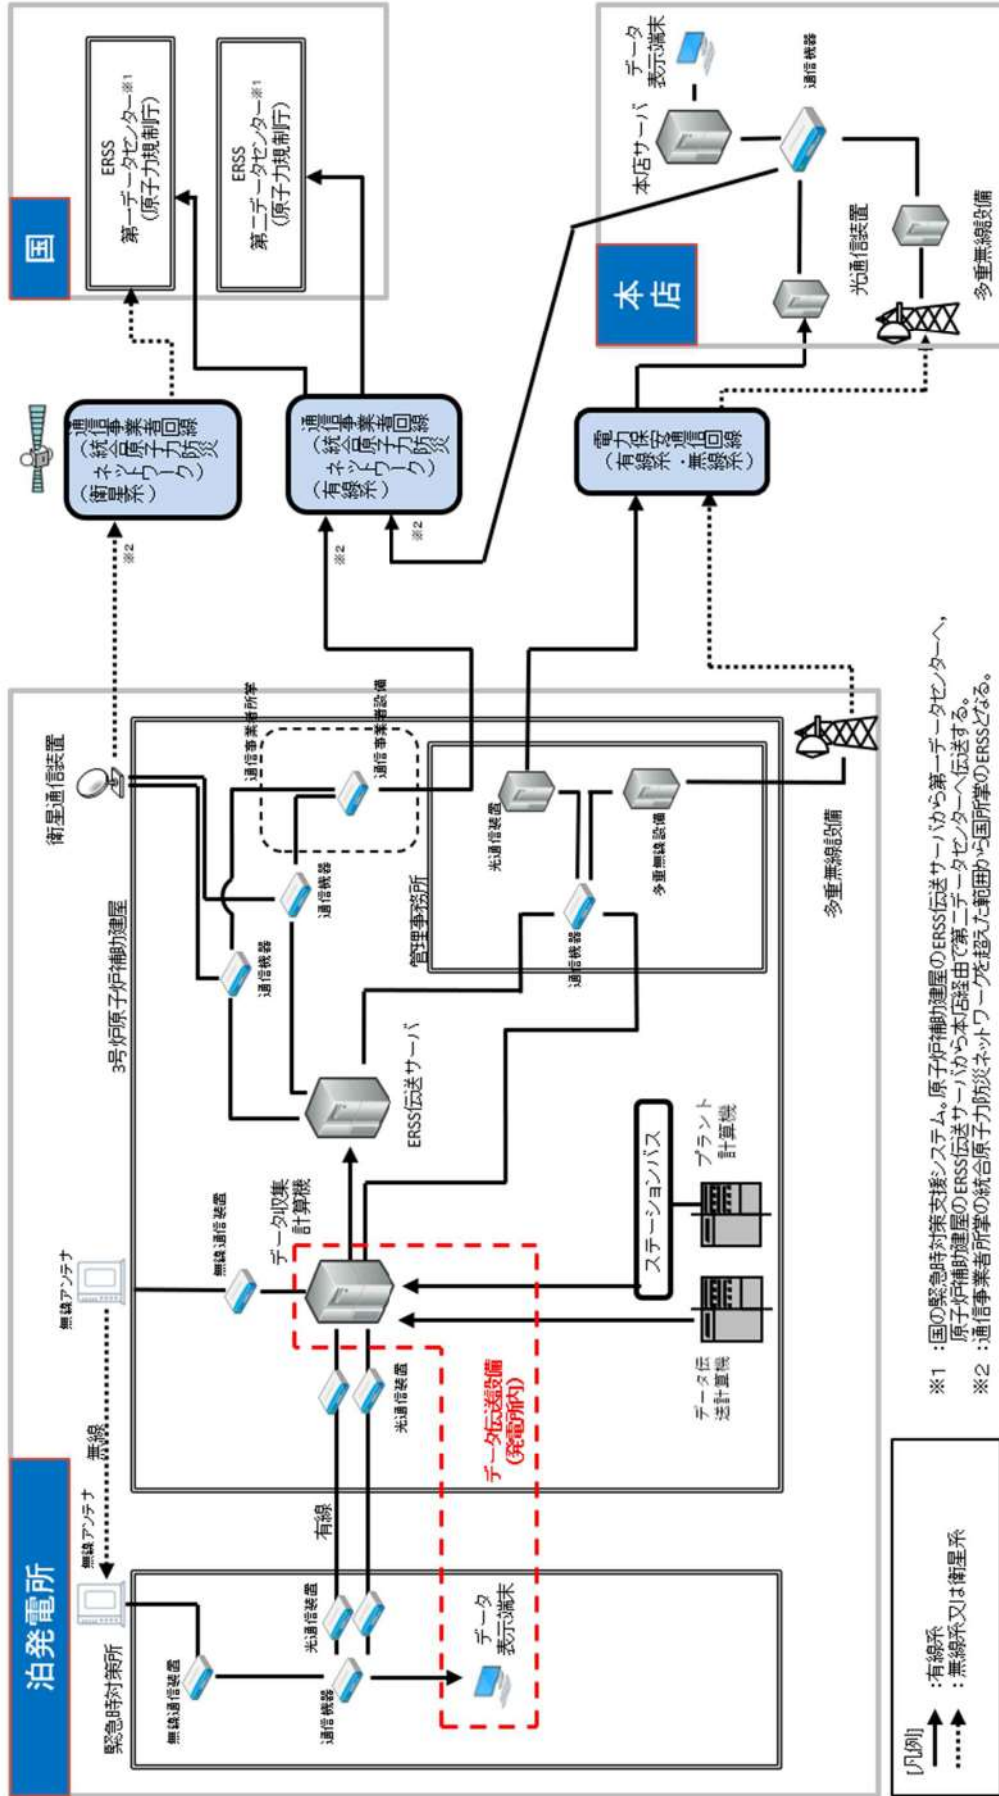 泊発電所
緊急時対策所
無線アンテナ
無線通信装置
光通信装置
通信機器
データ
表示端末
無線
有線
無線アンテナ
3号炉原子炉補助建屋
無線通信装置
光通信装置
データ収集
計算機
データ伝送設備
(発電所内)
データ伝
送計算機
プラント
計算機
ステーションバス
ERSS伝送サーバ
通信機器
通信機器
通信事業者所掌
通信事業者設備
衛星通信装置
管理事務所
通信機器
光通信装置
多重無線設備
多重無線設備
※2
※2
※2
通信事業者回線
(統合原子力防災
ネットワーク)
(衛星系)
通信事業者回線
(統合原子力防災
ネットワーク)
(有線系)
電力保安通信回線
(有線系・無線系)
国
ERSS
第一データセンター※1
(原子力規制庁)
ERSS
第二データセンター※1
(原子力規制庁)
本店
本店サーバ
データ
表示端末
通信機器
光通信装置
多重無線設備
[凡例]
:有線系
:無線系又は衛星系
※1 :国の緊急時対策支援システム。原子炉補助建屋のERSS伝送サーバから第一データセンターへ,
原子炉補助建屋のERSS伝送サーバから本店経由で第二データセンターへ伝送する。
※2 :通信事業者所掌の統合原子力防災ネットワークを超えた範囲から国所掌のERSSとなる。